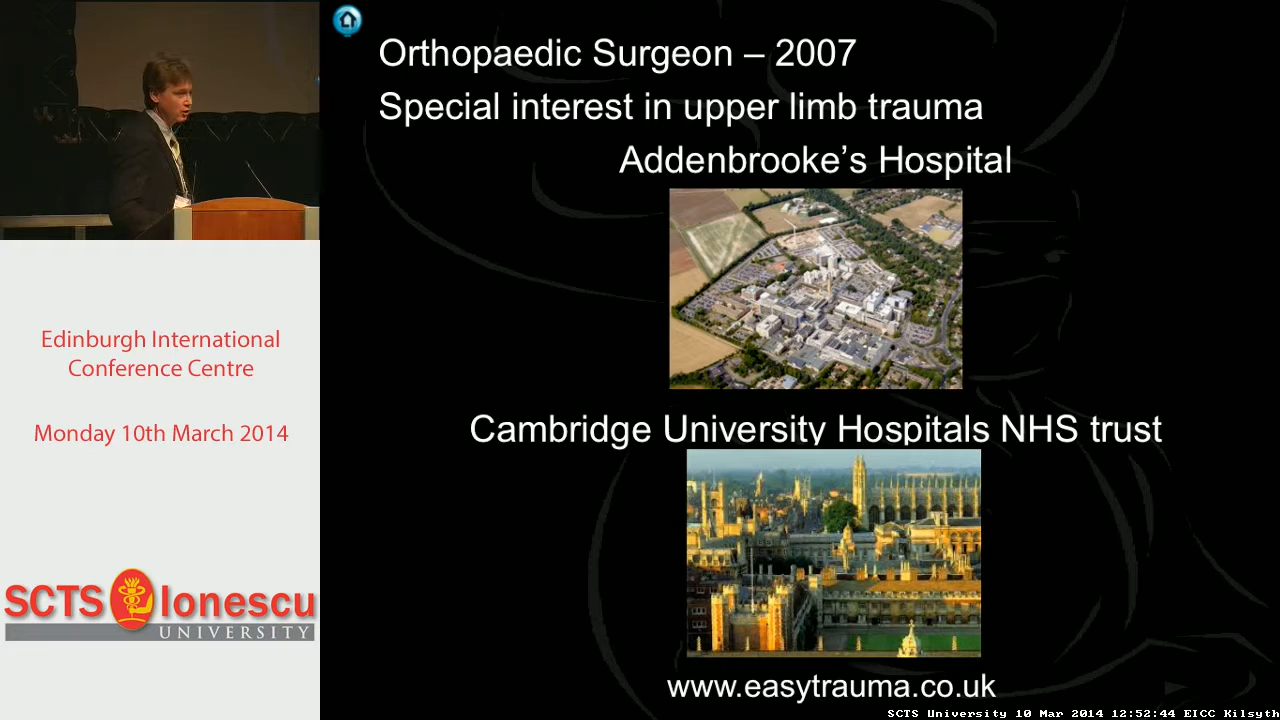 Orthopaedic Surgeon – 2007
Special interest in upper limb trauma
Addenbrooke’s Hospital
Cambridge University Hospitals NHS trust
www.easytrauma.co.uk
Edinburgh International
Conference Centre
Monday 10th March 2014
SCTS Ionescu
UNIVERSITY
SCTS University 10 Mar 2014 12:52:44 EICC Kilsyth